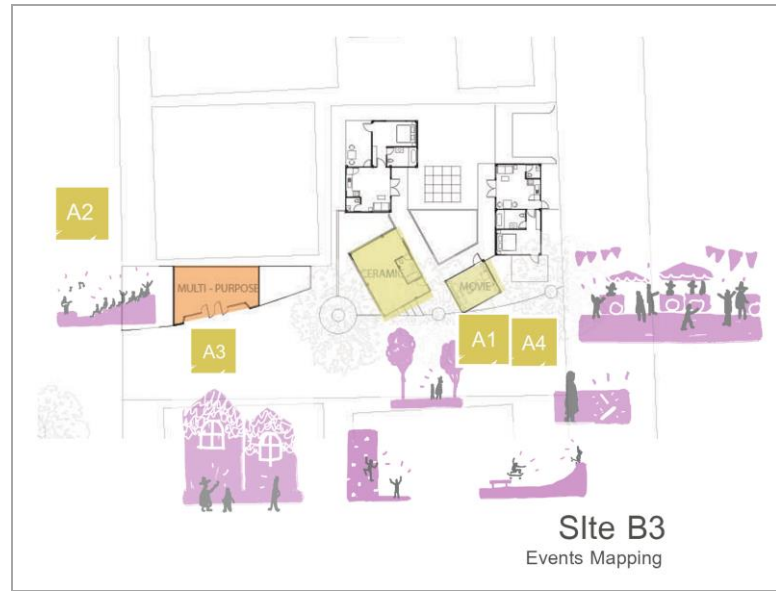 A2
MULTI - PURPOSE
CERAMIC
MOVIE
A3
A1
A4
SIte B3
Events Mapping